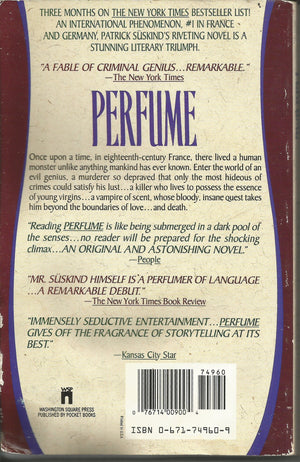 THREE MONTHS ON THE NEW YORK TIMES BESTSELLER LIST!
AN INTERNATIONAL PHENOMENON, #1 IN FRANCE
AND GERMANY, PATRICK SÜSKIND'S RIVETING NOVEL IS A
STUNNING LITERARY TRIUMPH.
"A FABLE OF CRIMINAL GENIUS...REMARKABLE."
—The New York Times
PERFUME
Once upon a time, in eighteenth-century France, there lived a human
monster unlike anything mankind has ever known. Enter the world of an
evil genius, a murderer so depraved that only the most hideous of
crimes could satisfy his lust...a killer who lives to possess the essence
of young virgins...a vampire of scent, whose bloody, insane quest takes
him beyond the boundaries of love...and death.
"Reading PERFUME is like being submerged in a dark pool of
the senses...no reader will be prepared for the shocking
climax...AN ORIGINAL AND ASTONISHING NOVEL."
—People
"MR. SÜSKIND HIMSELF IS A PERFUMER OF LANGUAGE
...A REMARKABLE DEBUT."
—The New York Times Book Review
"IMMENSELY SEDUCTIVE ENTERTAINMENT...PERFUME
GIVES OFF THE FRAGRANCE OF STORYTELLING AT ITS
BEST."
—Kansas City Star
74960
0 76714 00900 4
ISBN 0-671-74960-9
Printed in U.S.A.
WASHINGTON SQUARE PRESS
PUBLISHED BY POCKET BOOKS